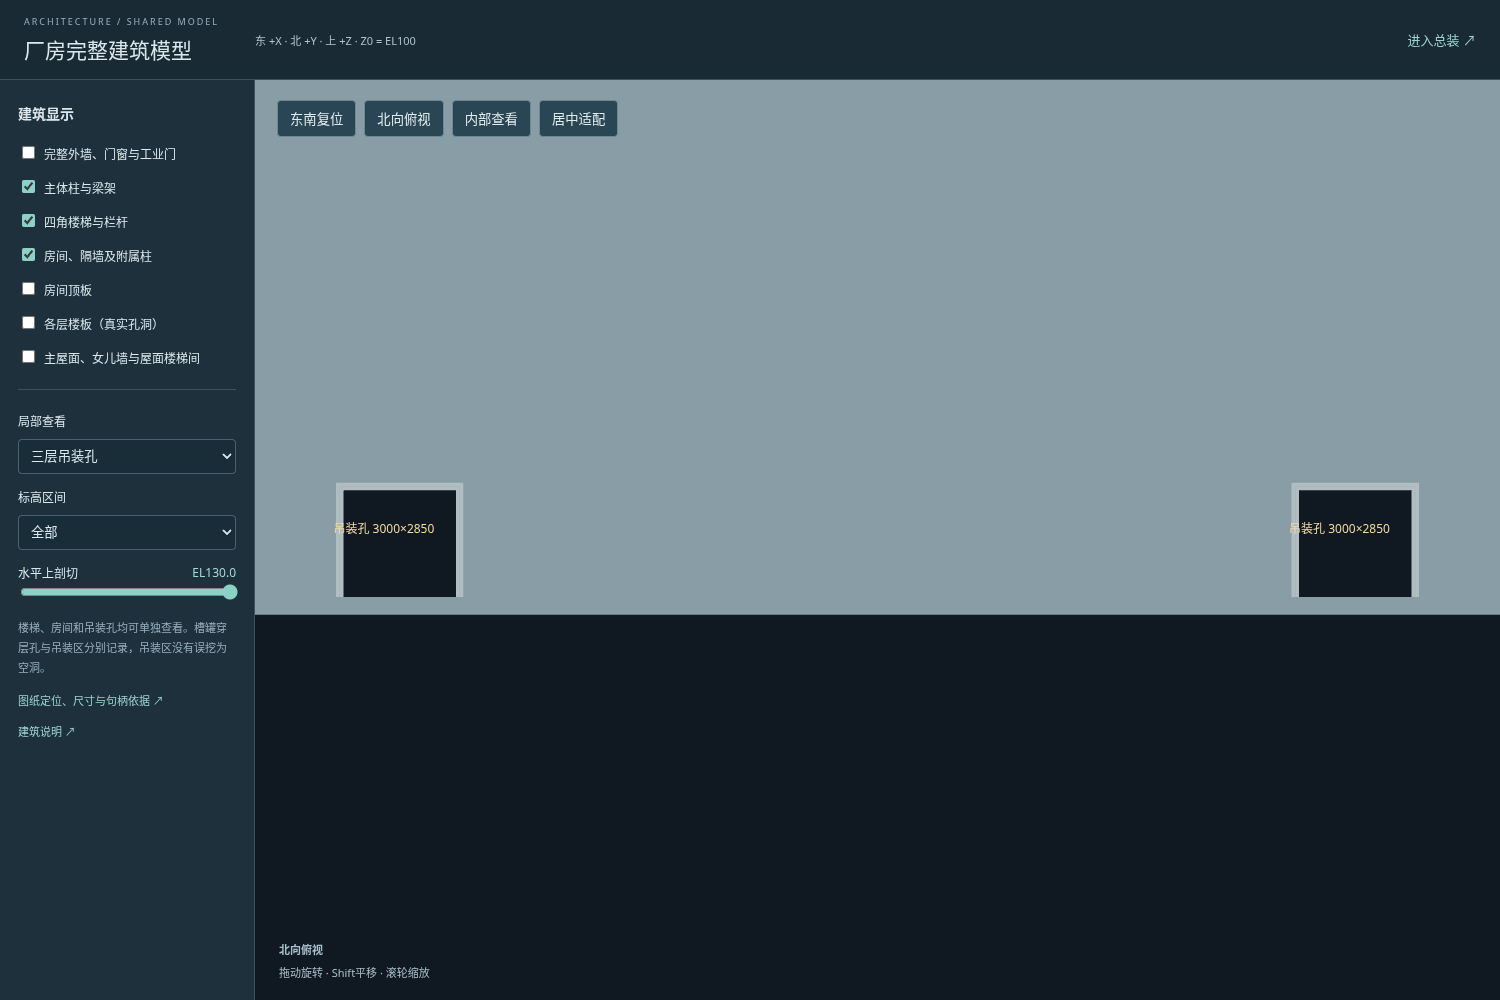 ARCHITECTURE / SHARED MODEL
厂房完整建筑模型
东 +X · 北 +Y · 上 +Z · Z0 = EL100
进入总装 ↗
建筑显示
完整外墙、门窗与工业门
主体柱与梁架
四角楼梯与栏杆
房间、隔墙及附属柱
房间顶板
各层楼板（真实孔洞）
主屋面、女儿墙与屋面楼梯间
局部查看
三层吊装孔
标高区间
全部
水平上剖切 EL130.0
楼梯、房间和吊装孔均可单独查看。槽罐穿
层孔与吊装区分别记录，吊装区没有误挖为
空洞。
图纸定位、尺寸与句柄依据 ↗
建筑说明 ↗
东南复位 北向俯视 内部查看 居中适配
吊装孔 3000×2850 吊装孔 3000×2850
北向俯视
拖动旋转 · Shift平移 · 滚轮缩放